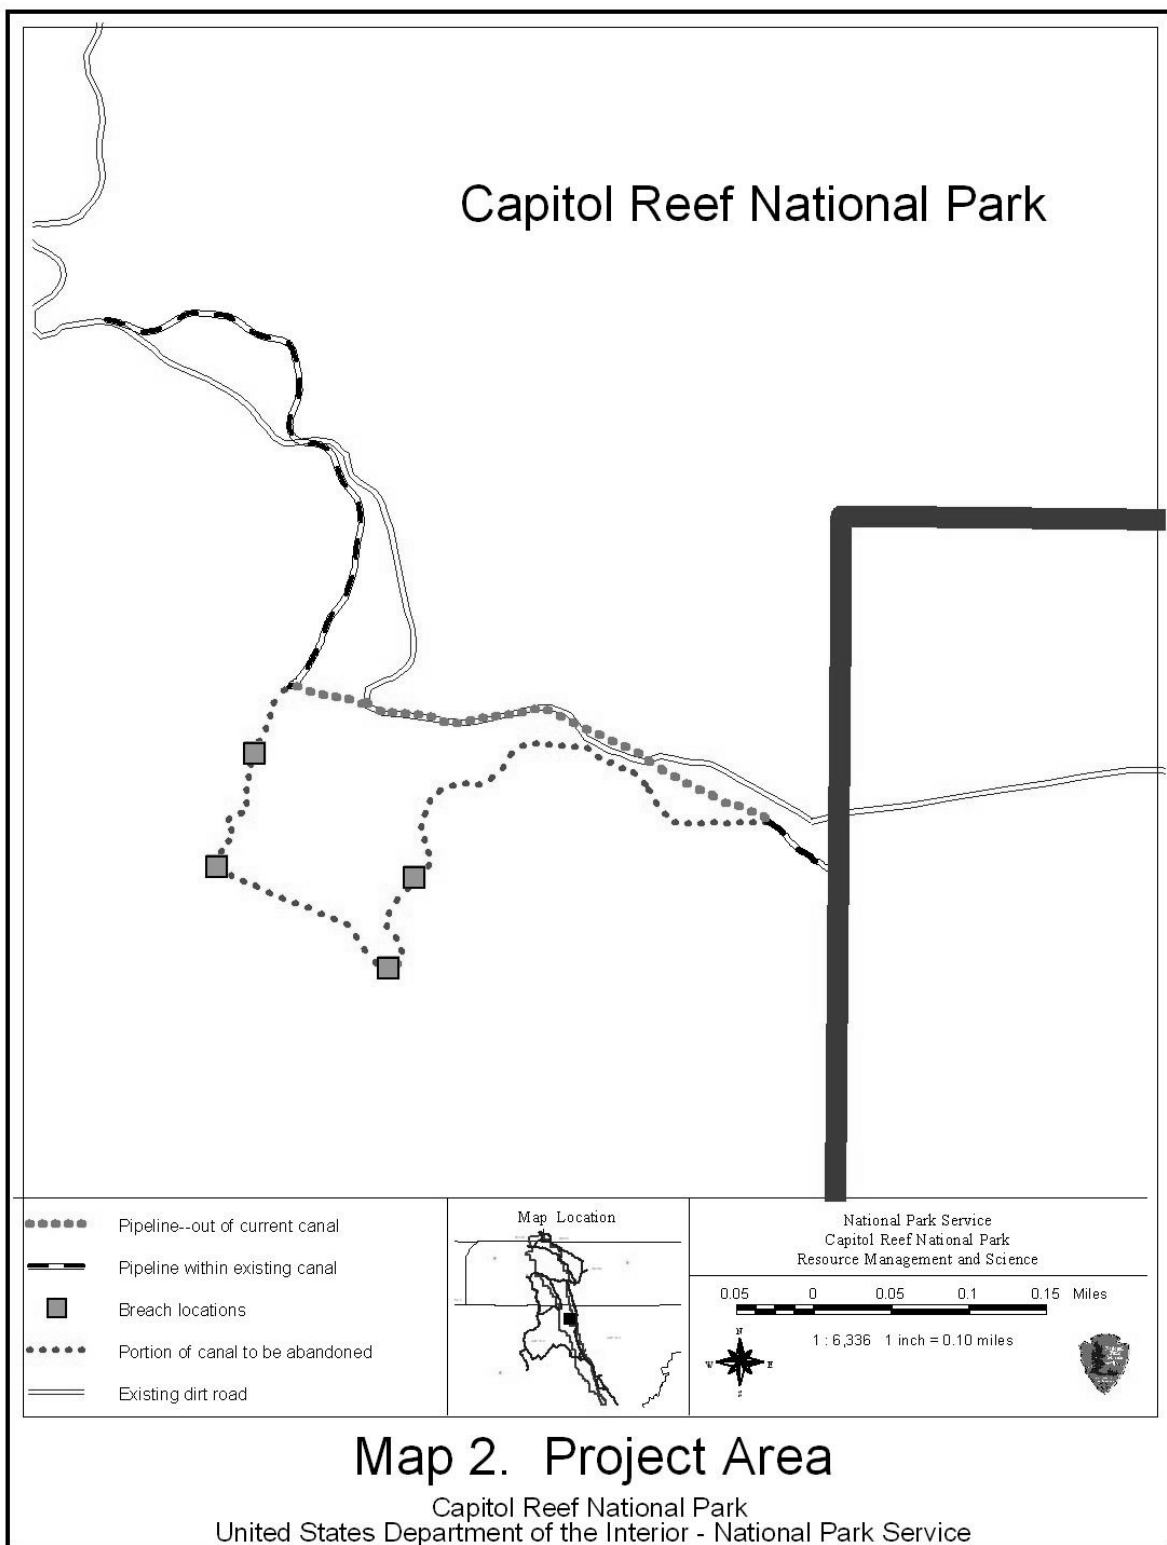 Capitol Reef National Park
Pipeline--out of current canal
Pipeline within existing canal
Breach locations
Portion of canal to be abandoned
Existing dirt road
Map Location
National Park Service
Capitol Reef National Park
Resource Management and Science
0.05 0 0.05 0.1 0.15 Miles
1 : 6,336 1 inch = 0.10 miles
N
W E
S
Map 2. Project Area
Capitol Reef National Park
United States Department of the Interior - National Park Service